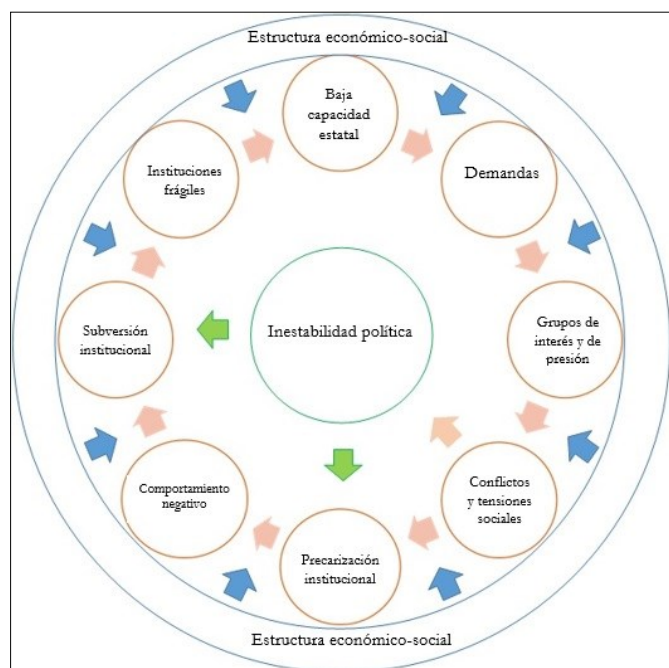 Estructura económico-social
Baja
capacidad
estatal
Instituciones
frágiles
Demandas
Subversión
institucional
Inestabilidad política
Grupos de
interés y de
presión
Comportamiento
negativo
Conflictos
y tensiones
sociales
Precarización
institucional
Estructura económico-social